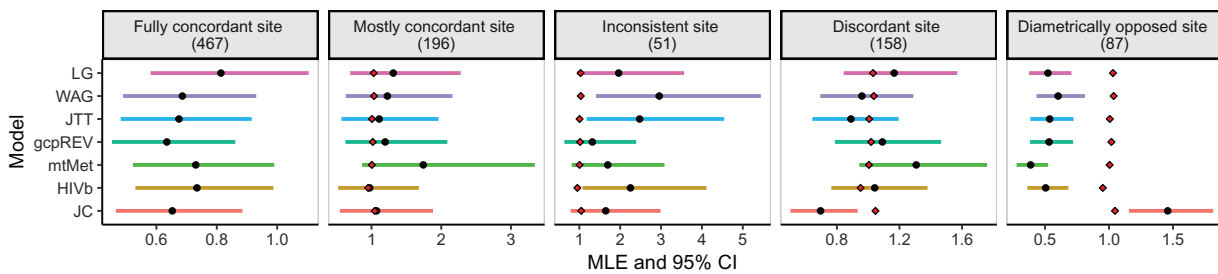 Fully concordant site
(467)
Mostly concordant site
(196)
Inconsistent site
(51)
Discordant site
(158)
Diametrically opposed site
(87)
Model
LG
WAG
JTT
gcpREV
mtMet
HIVb
JC
0.6 1.0
1 2 3
1 2 3 4 5
0.8 1.2 1.6
0.5 1.0 1.5
MLE and 95% CI